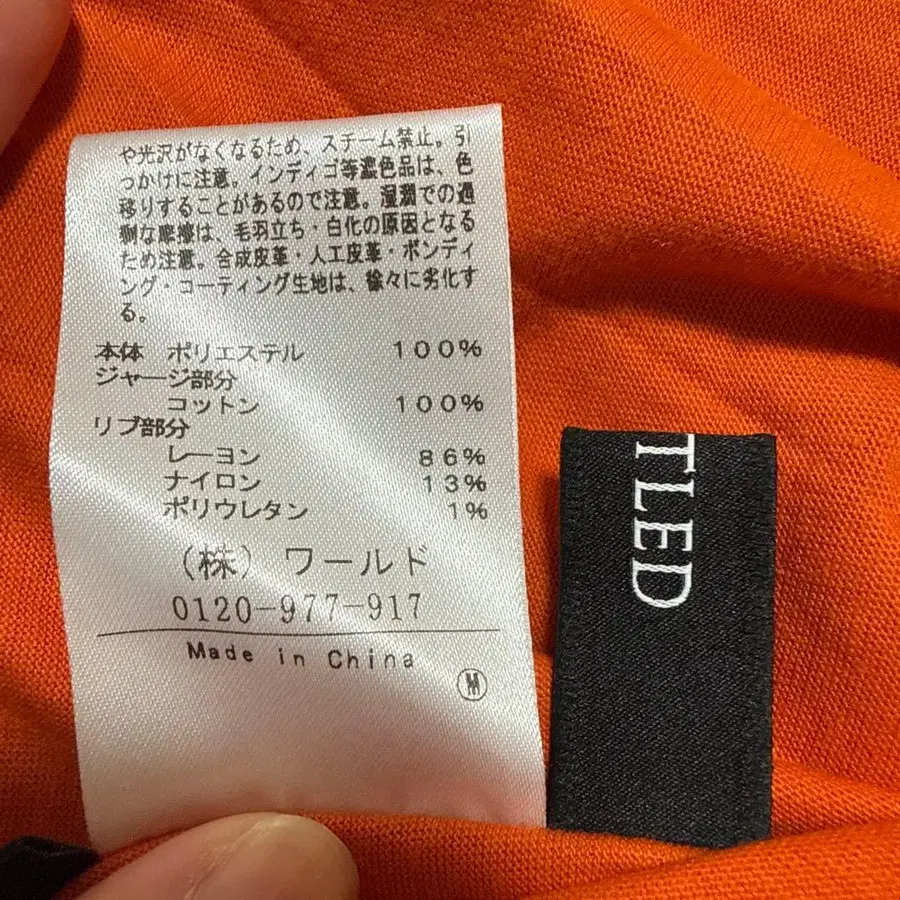 や光沢がなくなるため、スチーム禁止。引
っかけに注意。インディゴ等濃色品は、色
移りすることがあるので注意。湿潤での過
剰な摩擦は、毛羽立ち・白化の原因となる
ため注意。合成皮革・人工皮革・ボンディ
ング・コーティング生地は、徐々に劣化す
る。
本体 ポリエステル 100%
ジャージ部分
コットン 100%
リブ部分
レーヨン 86%
ナイロン 13%
ポリウレタン 1%
(株) ワールド
0120-977-917
Made in China
M
TLED